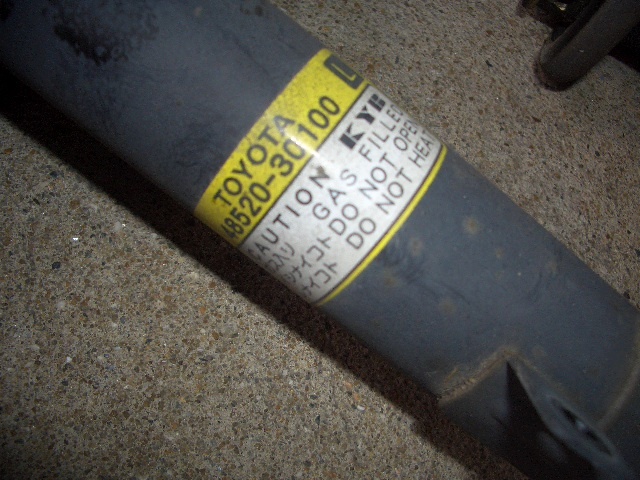 TOYOTA L
48520-30100 KYB
CAUTION GAS FILLED
DO NOT OPEN
DO NOT HEAT